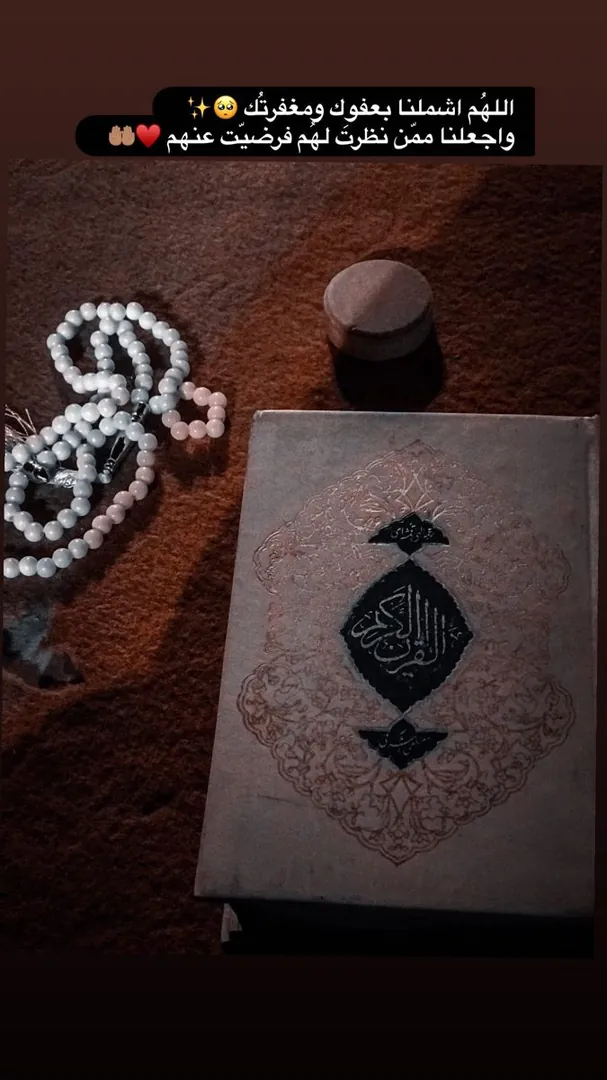 اللهُم اشملنا بعفوك ومغفرتُك 🥺✨
واجعلنا ممّن نظرتَ لهُم فرضيّت عنهم ❤️🤲🏽
القرآن الكريم